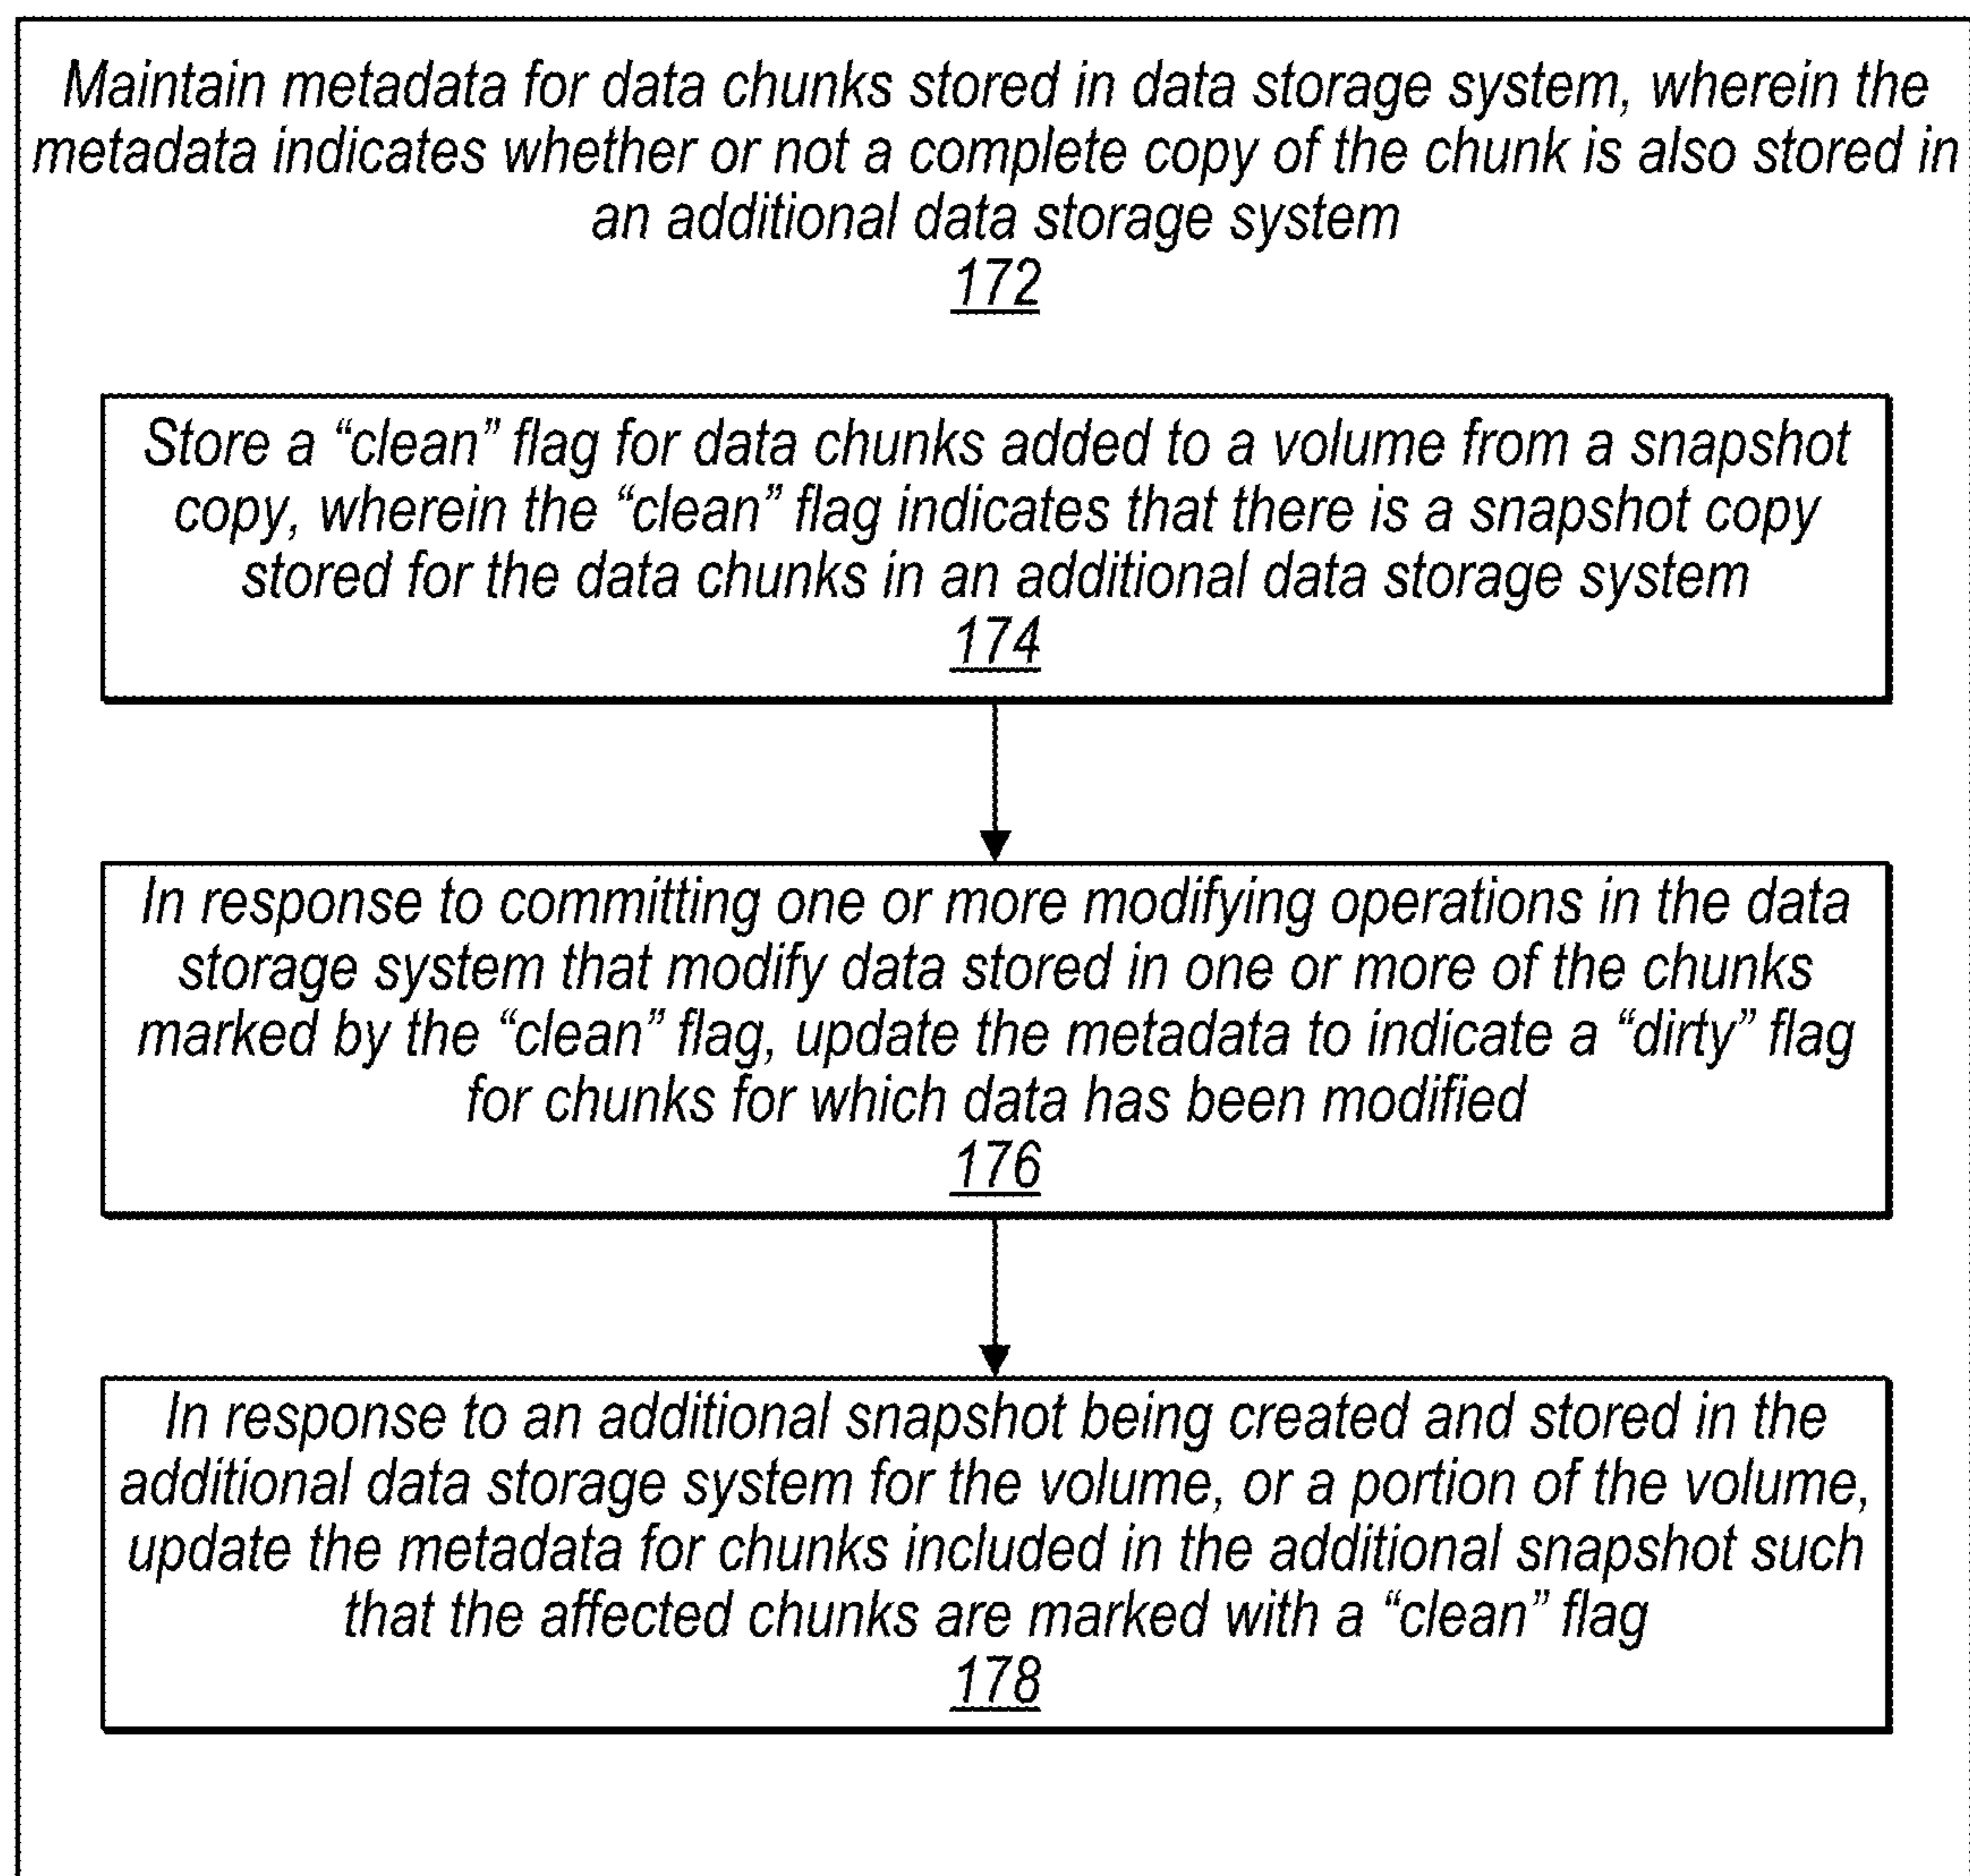 Maintain metadata for data chunks stored in data storage system, wherein the
metadata indicates whether or not a complete copy of the chunk is also stored in
an additional data storage system
172
Store a “clean” flag for data chunks added to a volume from a snapshot
copy, wherein the “clean” flag indicates that there is a snapshot copy
stored for the data chunks in an additional data storage system
174
In response to committing one or more modifying operations in the data
storage system that modify data stored in one or more of the chunks
marked by the “clean” flag, update the metadata to indicate a “dirty” flag
for chunks for which data has been modified
176
In response to an additional snapshot being created and stored in the
additional data storage system for the volume, or a portion of the volume,
update the metadata for chunks included in the additional snapshot such
that the affected chunks are marked with a “clean” flag
178